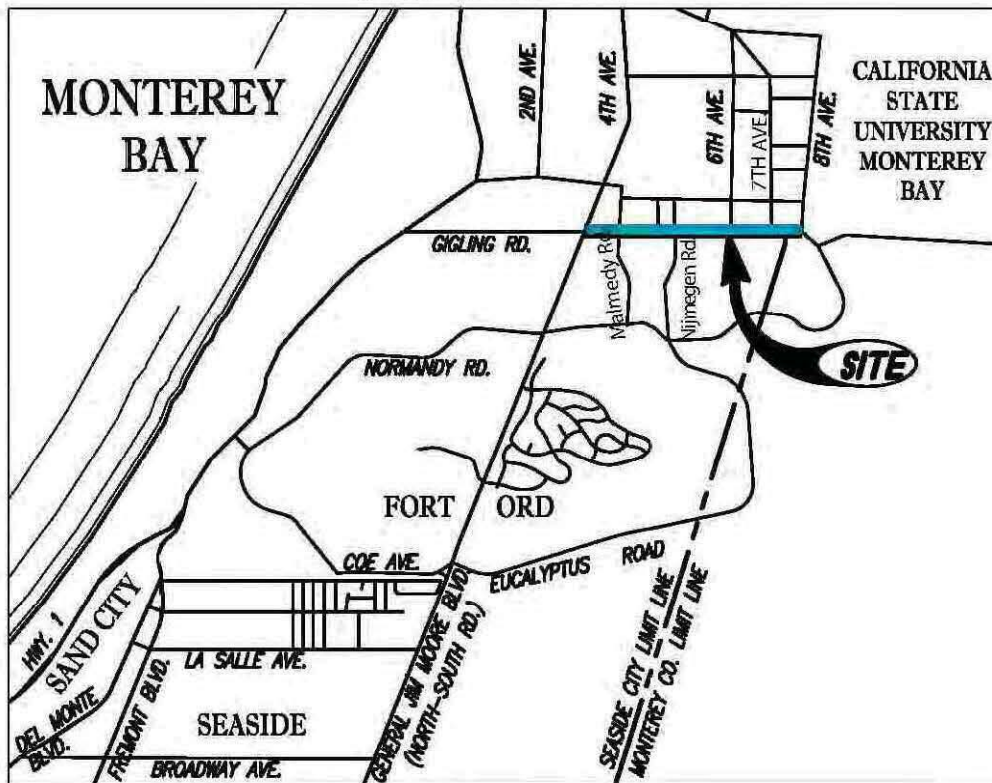 MONTEREY
BAY
2ND AVE.
4TH AVE.
6TH AVE.
7TH AVE
8TH AVE.
CALIFORNIA
STATE
UNIVERSITY
MONTEREY
BAY
GIGLING RD.
Malmedy Rd
Nijmegen Rd
SITE
NORMANDY RD.
FORT ORD
COE AVE.
EUCALYPTUS ROAD
HWY. 1
SAND CITY
DEL MONTE
BLVD.
FREMONT BLVD.
LA SALLE AVE.
SEASIDE
BROADWAY AVE.
GENERAL JIM MOORE BLVD.
(NORTH-SOUTH RD.)
SEASIDE CITY LIMIT LINE
MONTEREY CO. LIMIT LINE